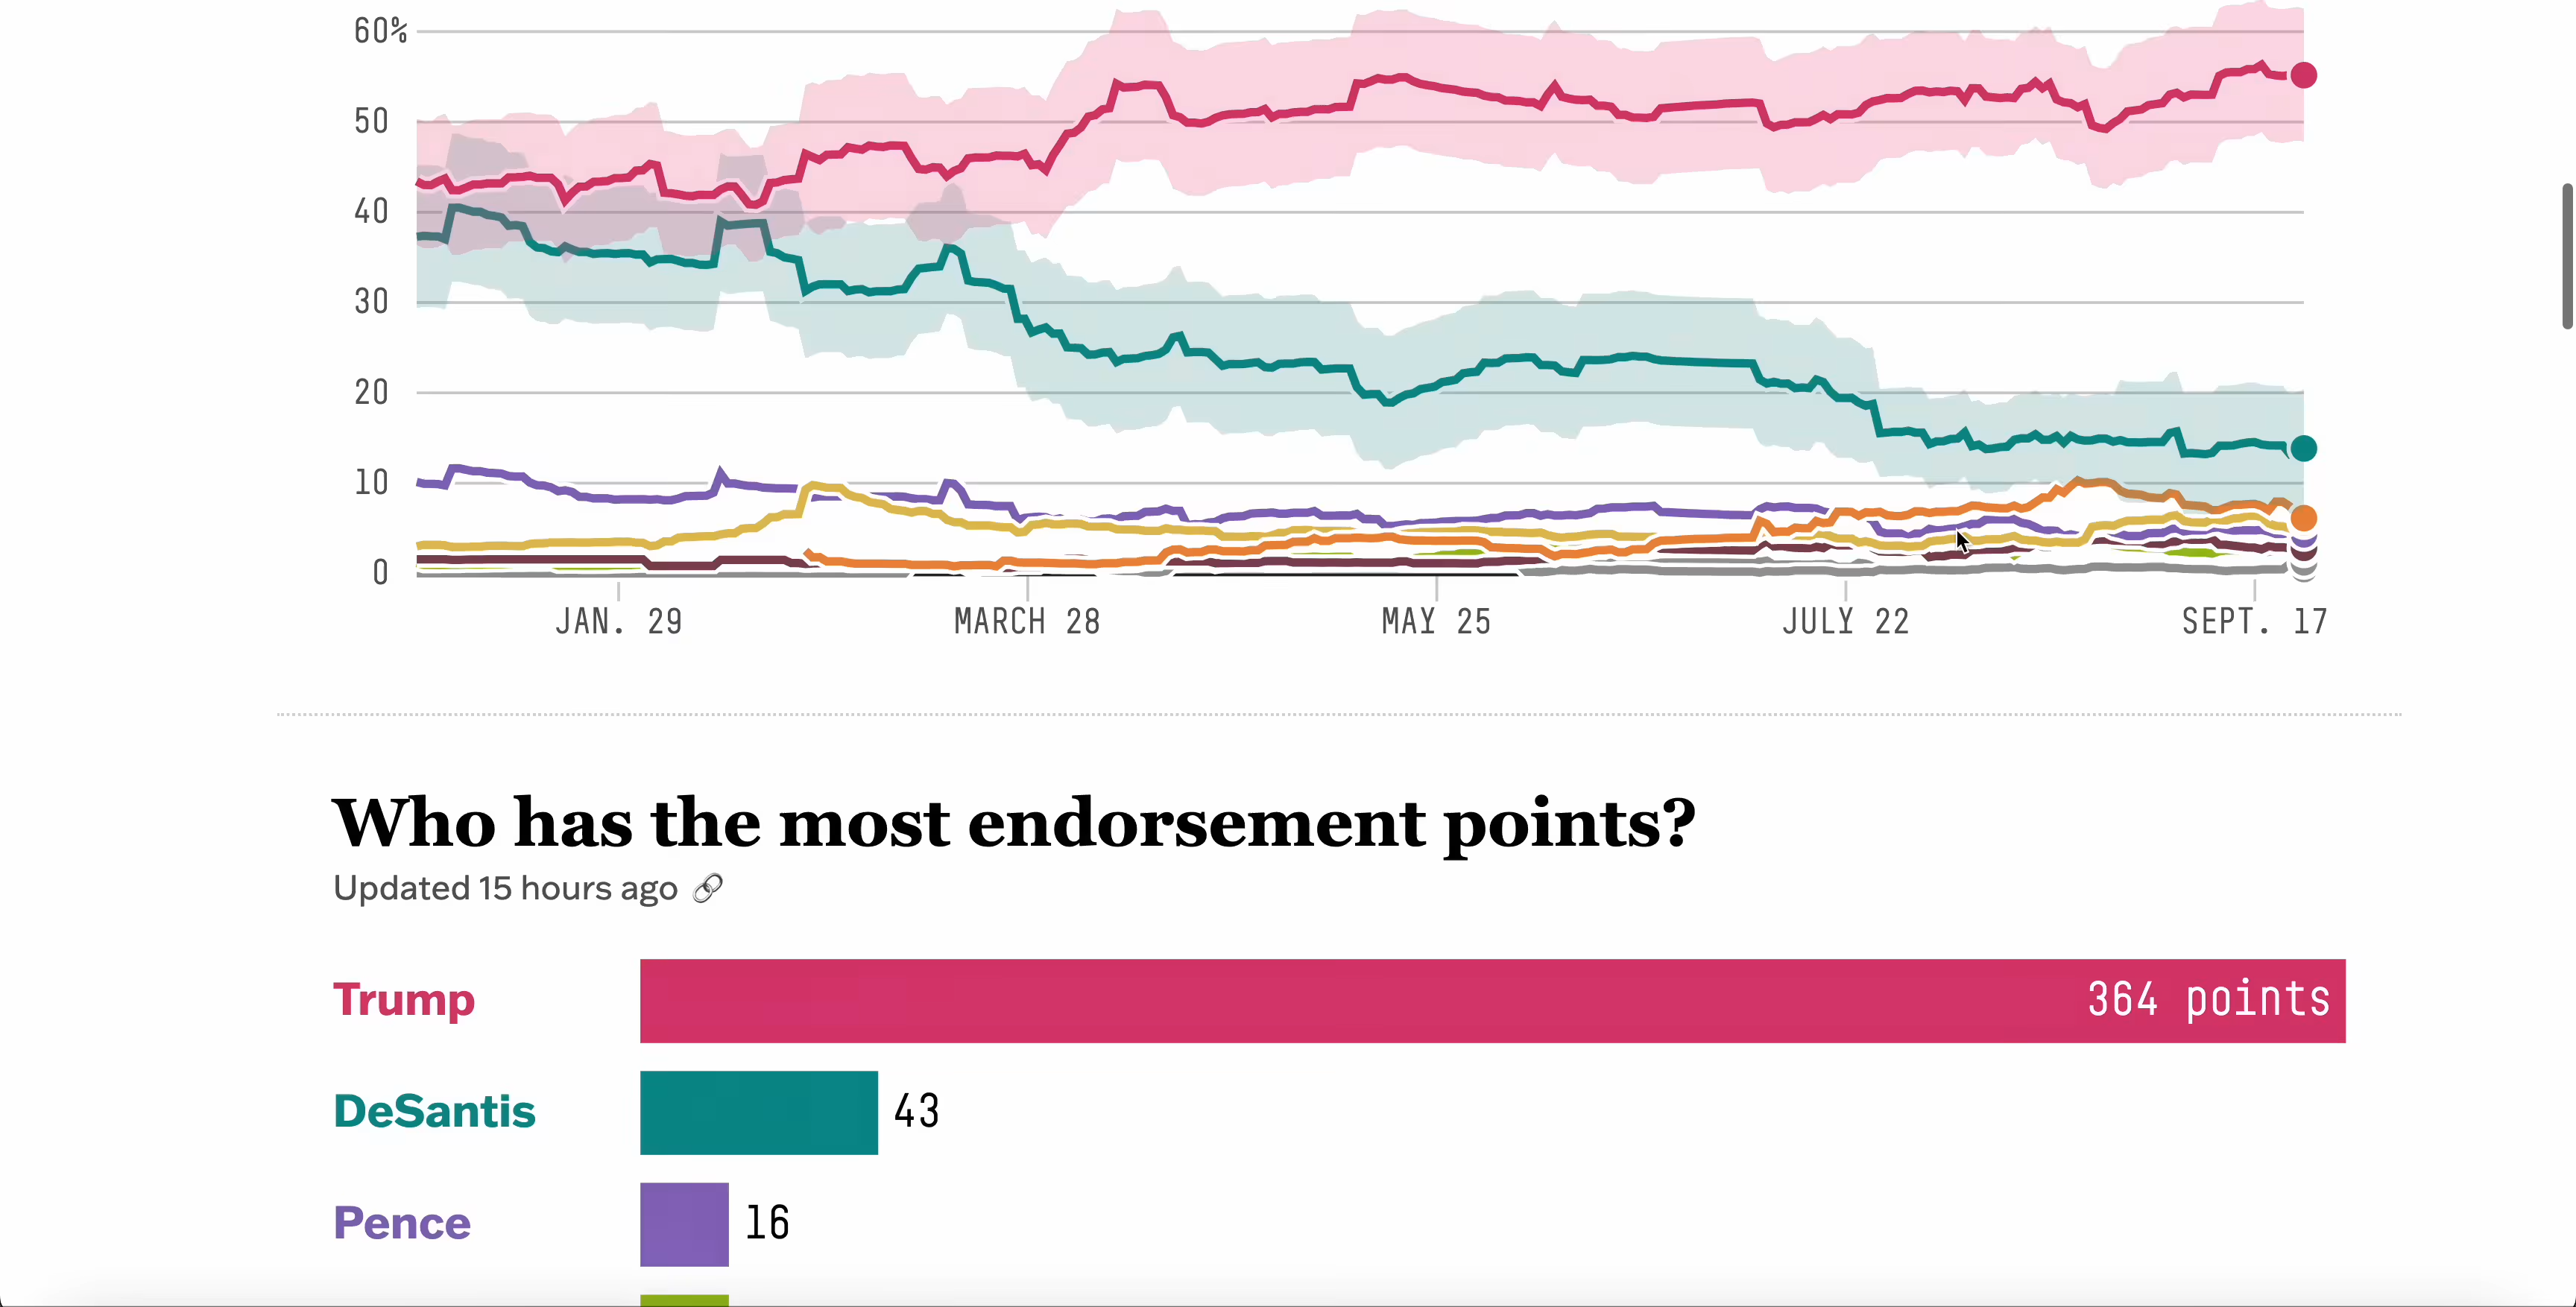 60%
50
40
30
20
10
0
JAN. 29 MARCH 28 MAY 25 JULY 22 SEPT. 17
Who has the most endorsement points?
Updated 15 hours ago
Trump 364 points
DeSantis 43
Pence 16